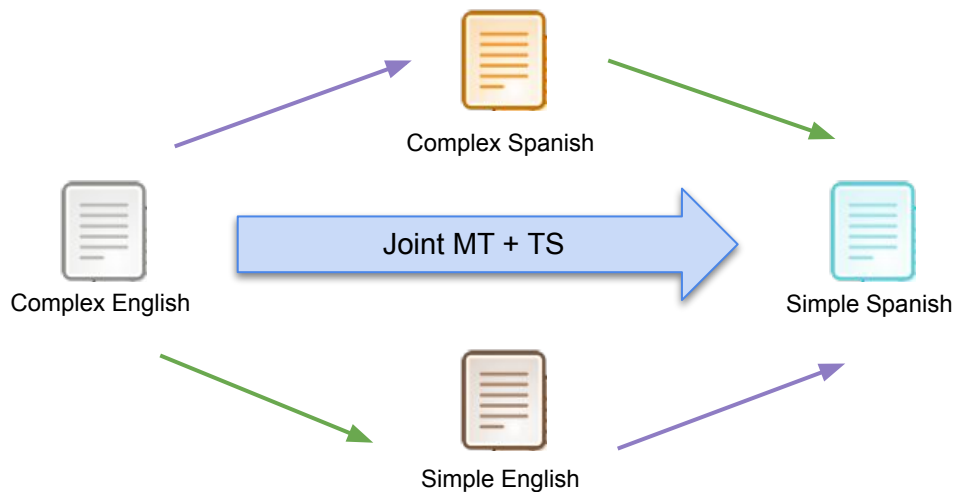 Complex Spanish
Joint MT + TS
Complex English
Simple Spanish
Simple English